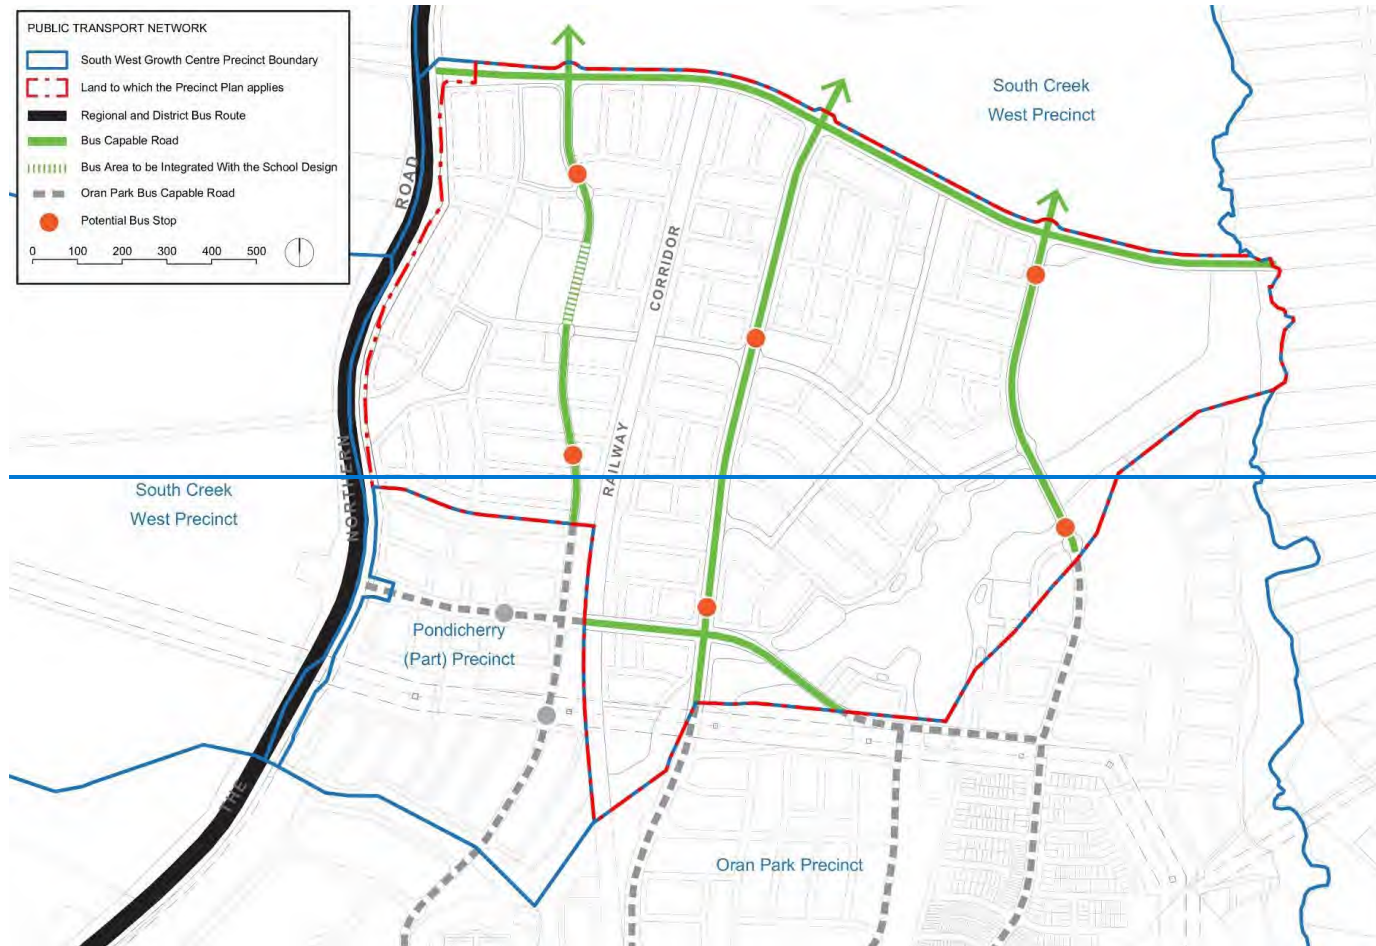 PUBLIC TRANSPORT NETWORK
South West Growth Centre Precinct Boundary
Land to which the Precinct Plan applies
Regional and District Bus Route
Bus Capable Road
Bus Area to be Integrated With the School Design
Oran Park Bus Capable Road
Potential Bus Stop
0 100 200 300 400 500
South Creek
West Precinct
ROAD
CORRIDOR
RAILWAY
NORTHERN
South Creek
West Precinct
Pondicherry
(Part) Precinct
THE
Oran Park Precinct